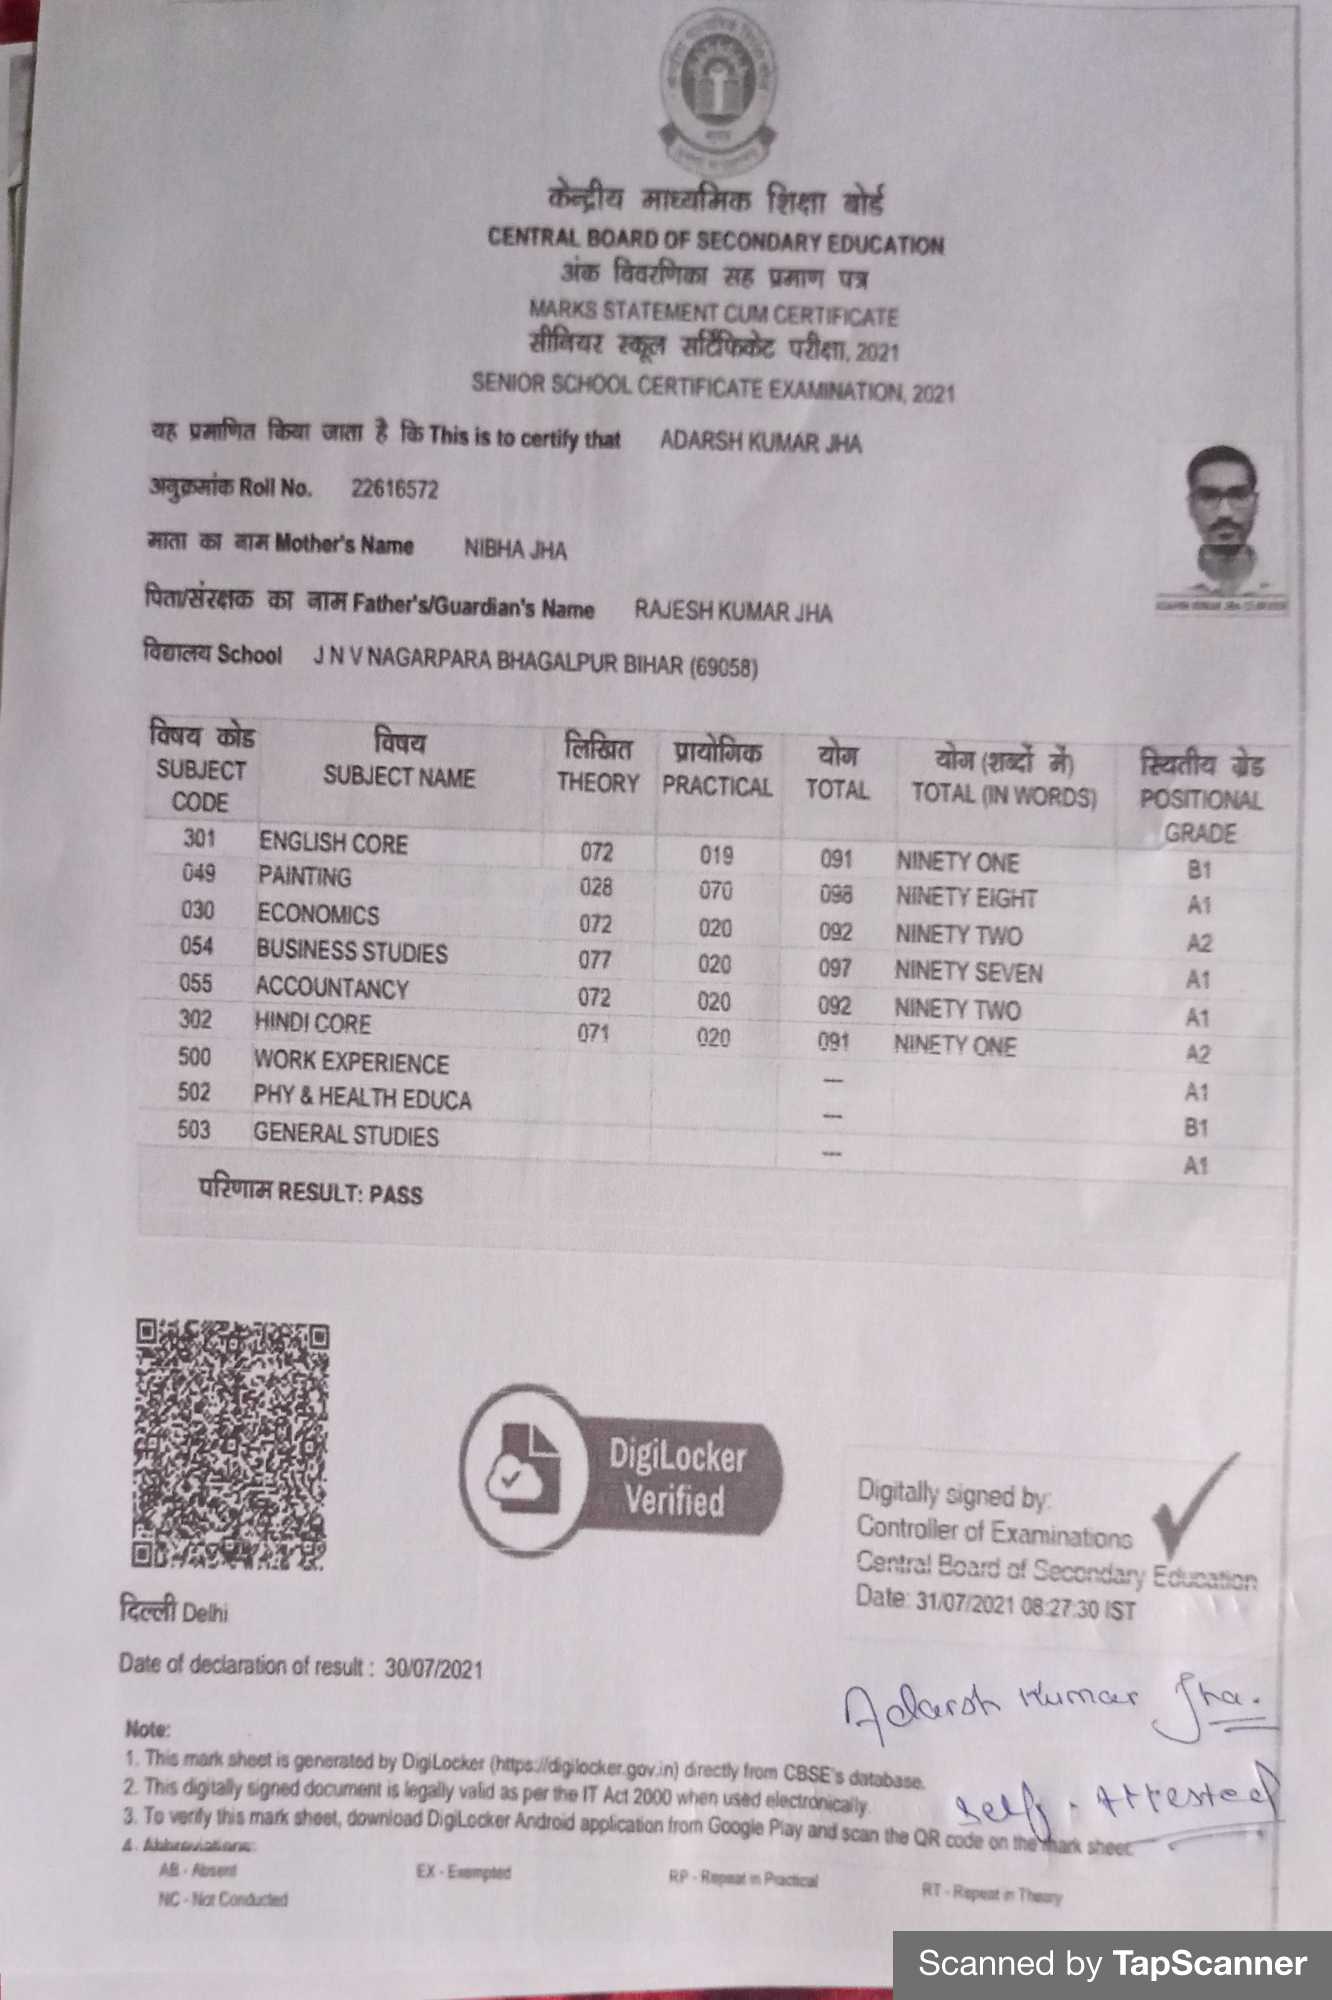 केन्द्रीय माध्यमिक शिक्षा बोर्ड
CENTRAL BOARD OF SECONDARY EDUCATION
अंक विवरणिका सह प्रमाण पत्र
MARKS STATEMENT CUM CERTIFICATE
सीनियर स्कूल सर्टिफिकेट परीक्षा, 2021
SENIOR SCHOOL CERTIFICATE EXAMINATION, 2021
यह प्रमाणित किया जाता है कि This is to certify that ADARSH KUMAR JHA
अनुक्रमांक Roll No. 22616572
माता का नाम Mother's Name NIBHA JHA
पिता/संरक्षक का नाम Father's/Guardian's Name RAJESH KUMAR JHA
विद्यालय School J N V NAGARPARA BHAGALPUR BIHAR (69058)
विषय कोड विषय लिखित प्रायोगिक योग योग (शब्दों में) स्थितीय ग्रेड
SUBJECT CODE SUBJECT NAME THEORY PRACTICAL TOTAL TOTAL (IN WORDS) POSITIONAL GRADE
301 ENGLISH CORE 072 019 091 NINETY ONE B1
049 PAINTING 028 070 098 NINETY EIGHT A1
030 ECONOMICS 072 020 092 NINETY TWO A2
054 BUSINESS STUDIES 077 020 097 NINETY SEVEN A1
055 ACCOUNTANCY 072 020 092 NINETY TWO A1
302 HINDI CORE 071 020 091 NINETY ONE A2
500 WORK EXPERIENCE --- A1
502 PHY & HEALTH EDUCA --- B1
503 GENERAL STUDIES --- A1
परिणाम RESULT: PASS
DigiLocker
Verified
Digitally signed by:
Controller of Examinations
Central Board of Secondary Education
Date: 31/07/2021 08:27:30 IST
दिल्ली Delhi
Date of declaration of result : 30/07/2021
Adarsh Kumar Jha.
Self - Attested
Note:
1. This mark sheet is generated by DigiLocker (https://digilocker.gov.in) directly from CBSE's database.
2. This digitally signed document is legally valid as per the IT Act 2000 when used electronically.
3. To verify this mark sheet, download DigiLocker Android application from Google Play and scan the QR code on the mark sheet.
4. Abbreviations:
AB - Absent EX - Exempted RP - Repeat in Practical RT - Repeat in Theory
NC - Not Conducted
Scanned by TapScanner